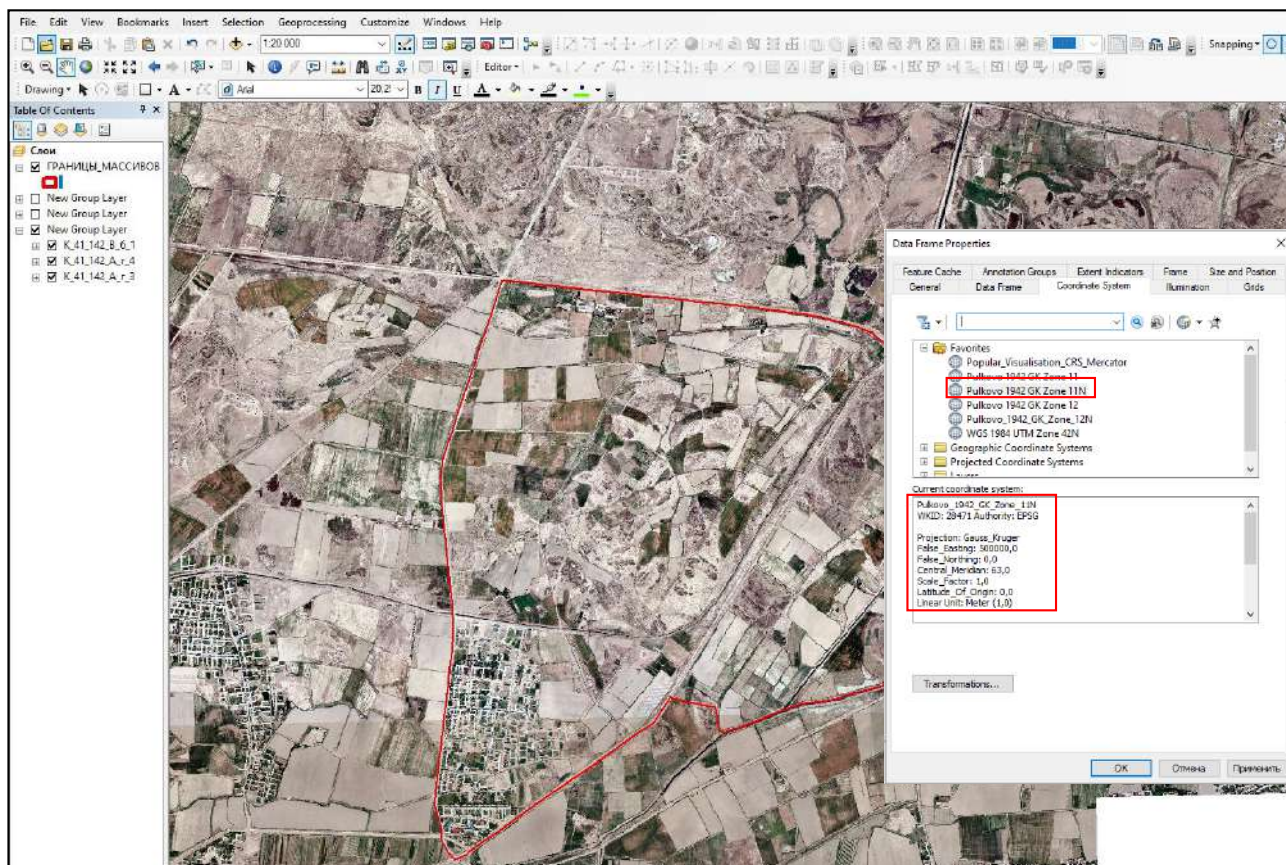 File Edit View Bookmarks Insert Selection Geoprocessing Customize Windows Help
1:20 000
Snapping
Editor
Drawing A Arial 20,2 B I U A
Table Of Contents
Слои
ГРАНИЦЫ_МАССИВОВ
New Group Layer
New Group Layer
New Group Layer
K_41_142_B_6_1
K_41_142_A_r_4
K_41_142_A_r_3
Data Frame Properties
Feature Cache Annotation Groups Extent Indicators Frame Size and Position
General Data Frame Coordinate System Illumination Grids
Favorites
Popular_Visualisation_CRS_Mercator
Pulkovo 1942 GK Zone 11
Pulkovo 1942 GK Zone 11N
Pulkovo 1942 GK Zone 12
Pulkovo_1942_GK_Zone_12N
WGS 1984 UTM Zone 42N
Geographic Coordinate Systems
Projected Coordinate Systems
Layers
Current coordinate system:
Pulkovo_1942_GK_Zone_11N
WKID: 28471 Authority: EPSG
Projection: Gauss_Kruger
False_Easting: 500000,0
False_Northing: 0,0
Central_Meridian: 63,0
Scale_Factor: 1,0
Latitude_Of_Origin: 0,0
Linear Unit: Meter (1,0)
Transformations...
OK Отмена Применить